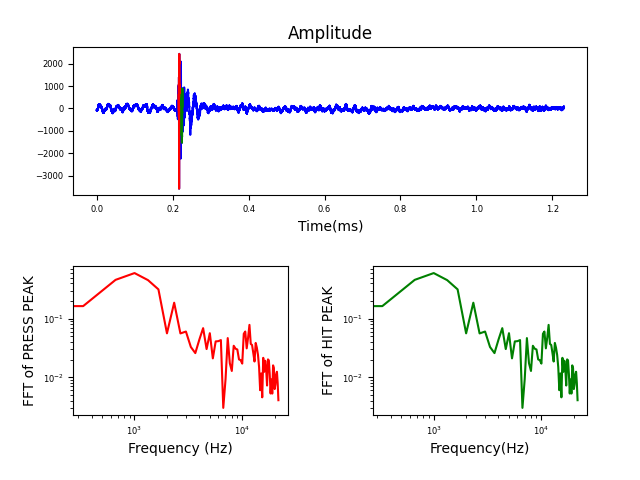 Amplitude
2000
1000
0
−1000
−2000
−3000
0.0 0.2 0.4 0.6 0.8 1.0 1.2
Time(ms)
FFT of PRESS PEAK
10⁻¹
10⁻²
10³ 10⁴
Frequency (Hz)
FFT of HIT PEAK
10⁻¹
10⁻²
10³ 10⁴
Frequency(Hz)